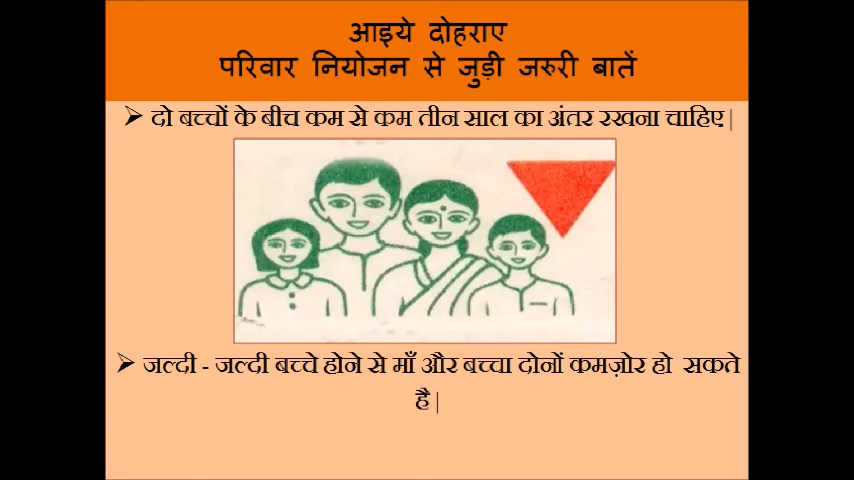 आइये दोहराए
परिवार नियोजन से जुड़ी जरुरी बातें
➢ दो बच्चों के बीच कम से कम तीन साल का अंतर रखना चाहिए |
➢ जल्दी - जल्दी बच्चे होने से माँ और बच्चा दोनों कमज़ोर हो सकते
है |